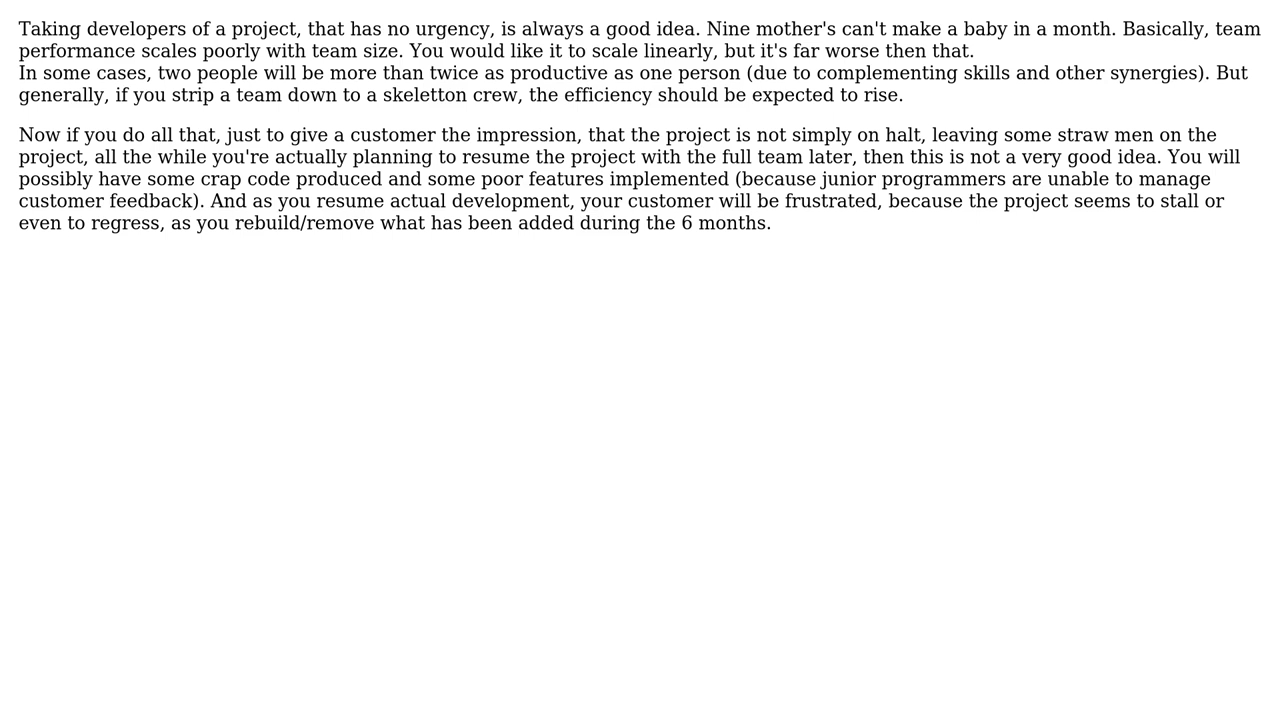 Taking developers of a project, that has no urgency, is always a good idea. Nine mother's can't make a baby in a month. Basically, team
performance scales poorly with team size. You would like it to scale linearly, but it's far worse then that.
In some cases, two people will be more than twice as productive as one person (due to complementing skills and other synergies). But
generally, if you strip a team down to a skeletton crew, the efficiency should be expected to rise.
Now if you do all that, just to give a customer the impression, that the project is not simply on halt, leaving some straw men on the
project, all the while you're actually planning to resume the project with the full team later, then this is not a very good idea. You will
possibly have some crap code produced and some poor features implemented (because junior programmers are unable to manage
customer feedback). And as you resume actual development, your customer will be frustrated, because the project seems to stall or
even to regress, as you rebuild/remove what has been added during the 6 months.